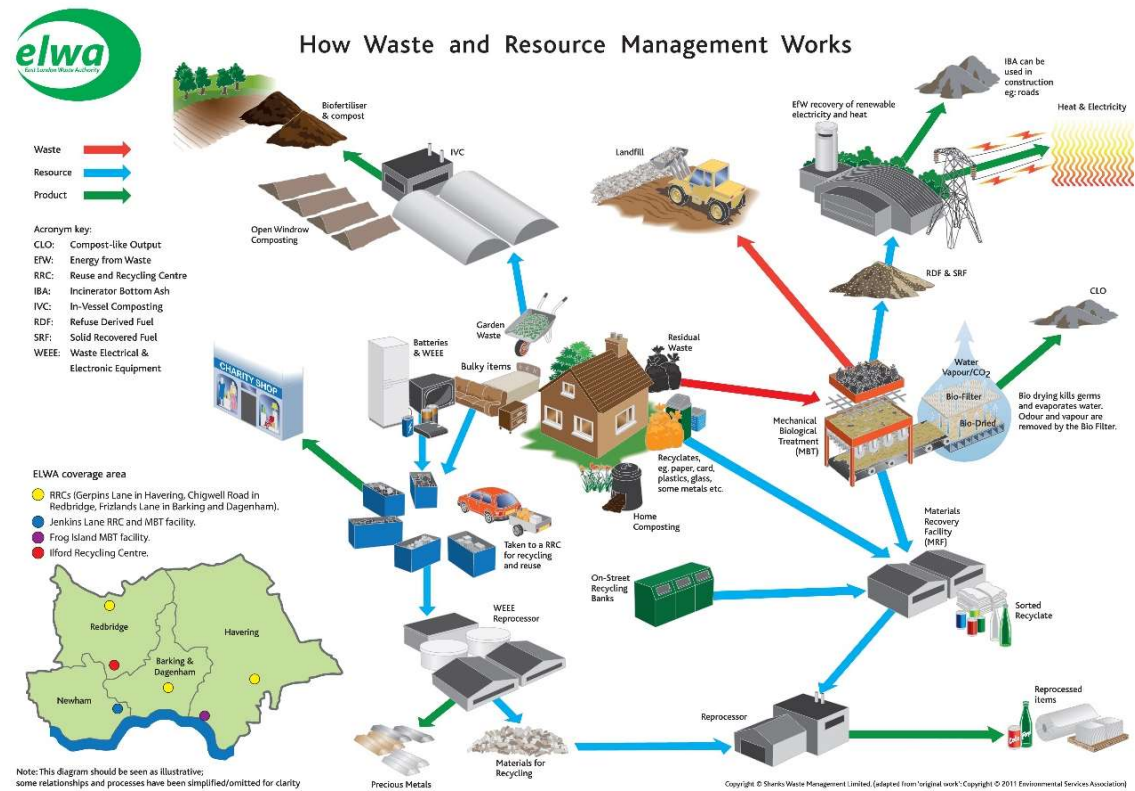 elwa
East London Waste Authority
How Waste and Resource Management Works
Waste
Resource
Product
Acronym key:
CLO: Compost-like Output
EfW: Energy from Waste
RRC: Reuse and Recycling Centre
IBA: Incinerator Bottom Ash
IVC: In-Vessel Composting
RDF: Refuse Derived Fuel
SRF: Solid Recovered Fuel
WEEE: Waste Electrical &
Electronic Equipment
Biofertiliser
& compost
IVC
Open Windrow
Composting
Landfill
EfW recovery of renewable
electricity and heat
IBA can be
used in
construction
eg: roads
Heat & Electricity
RDF & SRF
CLO
Garden
Waste
Batteries
& WEEE
Bulky items
Residual
Waste
CHARITY SHOP
Water
Vapour/CO2
Bio-Filter
Bio-Dried
Bio drying kills germs
and evaporates water.
Odour and vapour are
removed by the Bio Filter.
Mechanical
Biological
Treatment
(MBT)
Recyclates,
eg. paper, card,
plastics, glass,
some metals etc.
Home
Composting
Taken to a RRC
for recycling
and reuse
Materials
Recovery
Facility
(MRF)
On-Street
Recycling
Banks
Sorted
Recyclate
WEEE
Reprocessor
Reprocessor
Reprocessed
items
Precious Metals
Materials for
Recycling
ELWA coverage area
RRCs (Gerpins Lane in Havering, Chigwell Road in
Redbridge, Frizlands Lane in Barking and Dagenham).
Jenkins Lane RRC and MBT facility.
Frog Island MBT facility.
Ilford Recycling Centre.
Redbridge
Havering
Barking &
Dagenham
Newham
Note: This diagram should be seen as illustrative;
some relationships and processes have been simplified/omitted for clarity
Copyright © Shanks Waste Management Limited, (adapted from 'original work': Copyright © 2011 Environmental Services Association)